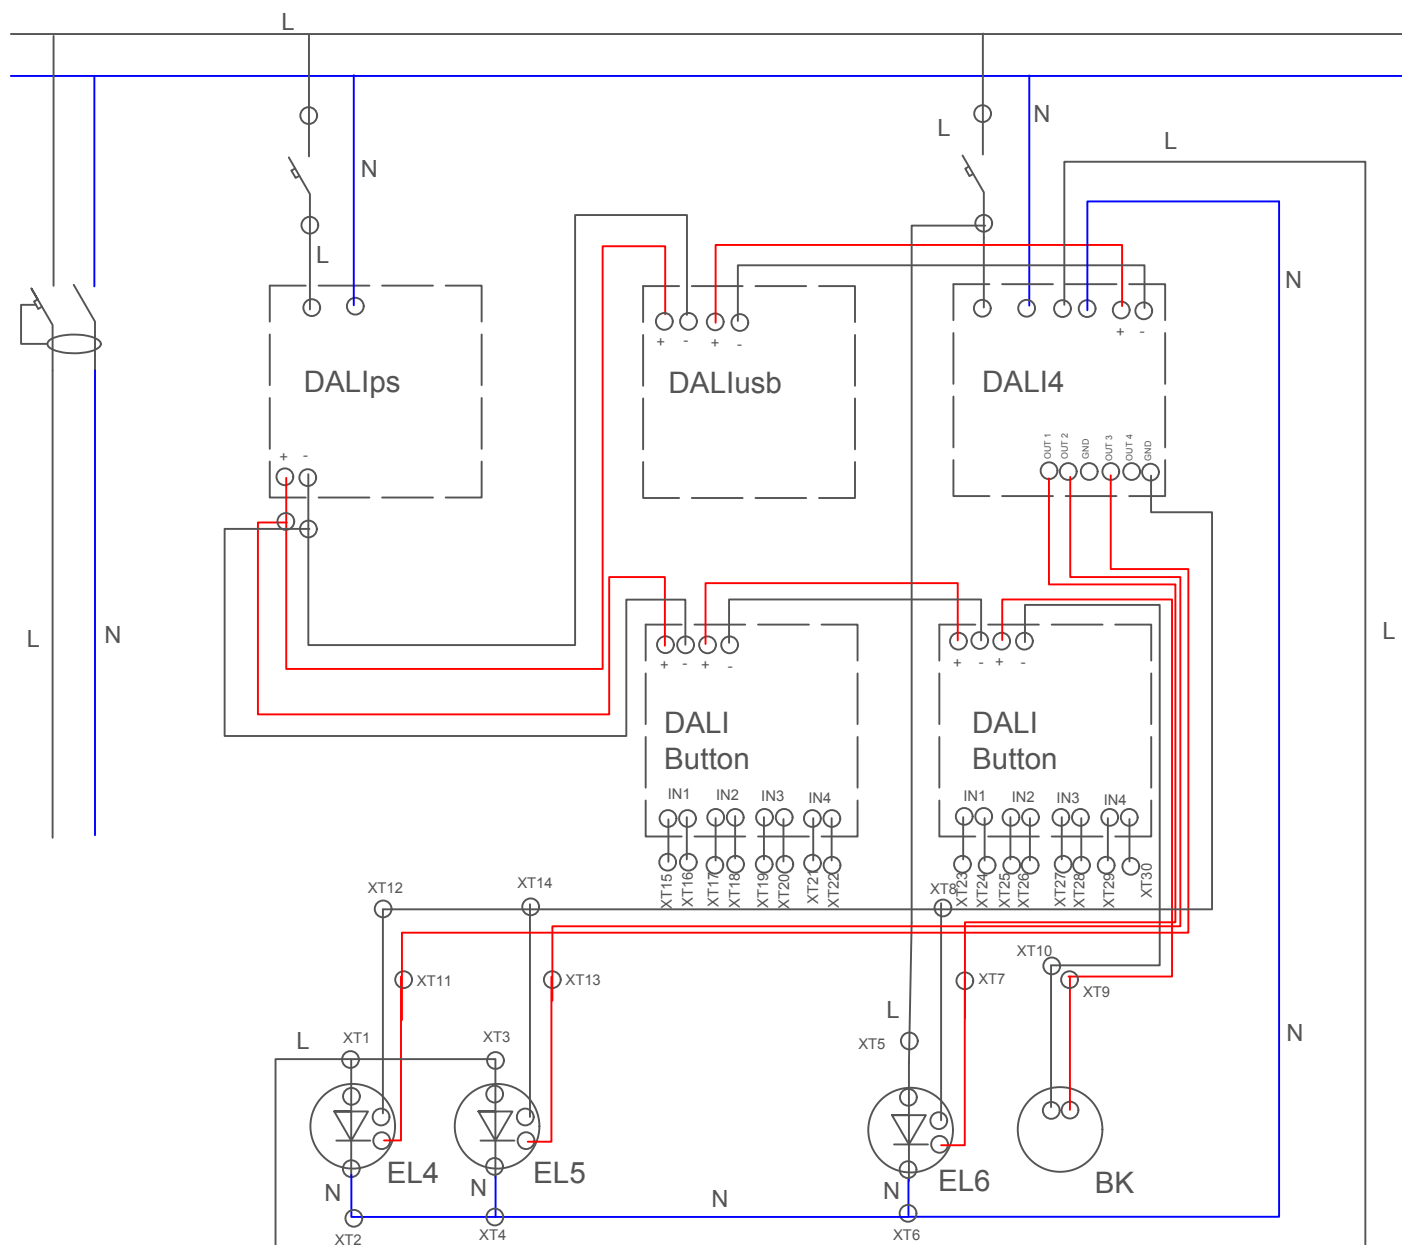 L
L
N
L
N
L
L
N
+ - + -
+ -
DALIps
DALIusb
DALI4
OUT 1
OUT 2
GND
OUT 3
OUT 4
GND
+ -
L
N
L
+ - + -
+ - + -
DALI
Button
DALI
Button
IN1 IN2 IN3 IN4
IN1 IN2 IN3 IN4
XT15
XT16
XT17
XT18
XT19
XT20
XT21
XT22
XT23
XT24
XT25
XT26
XT27
XT28
XT29
XT30
XT12
XT14
XT8
XT10
XT11
XT13
XT7
XT9
L
L
XT1
XT3
XT5
N
EL4
EL5
EL6
BK
N
N
N
N
XT2
XT4
XT6